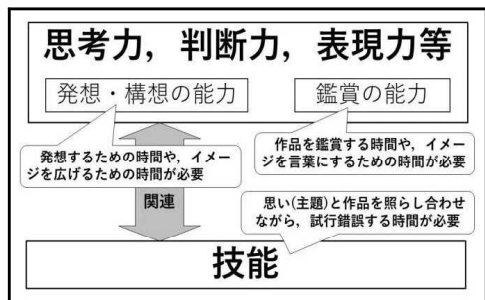 思考力，判断力，表現力等
発想・構想の能力
鑑賞の能力
発想するための時間や，イメー
ジを広げるための時間が必要
作品を鑑賞する時間や，イメー
ジを言葉にするための時間が必要
関連
思い(主題)と作品を照らし合わせ
ながら，試行錯誤する時間が必要
技能